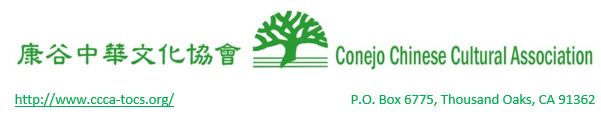 康谷中華文化協會 Conejo Chinese Cultural Association
http://www.ccca-tocs.org/ P.O. Box 6775, Thousand Oaks, CA 91362